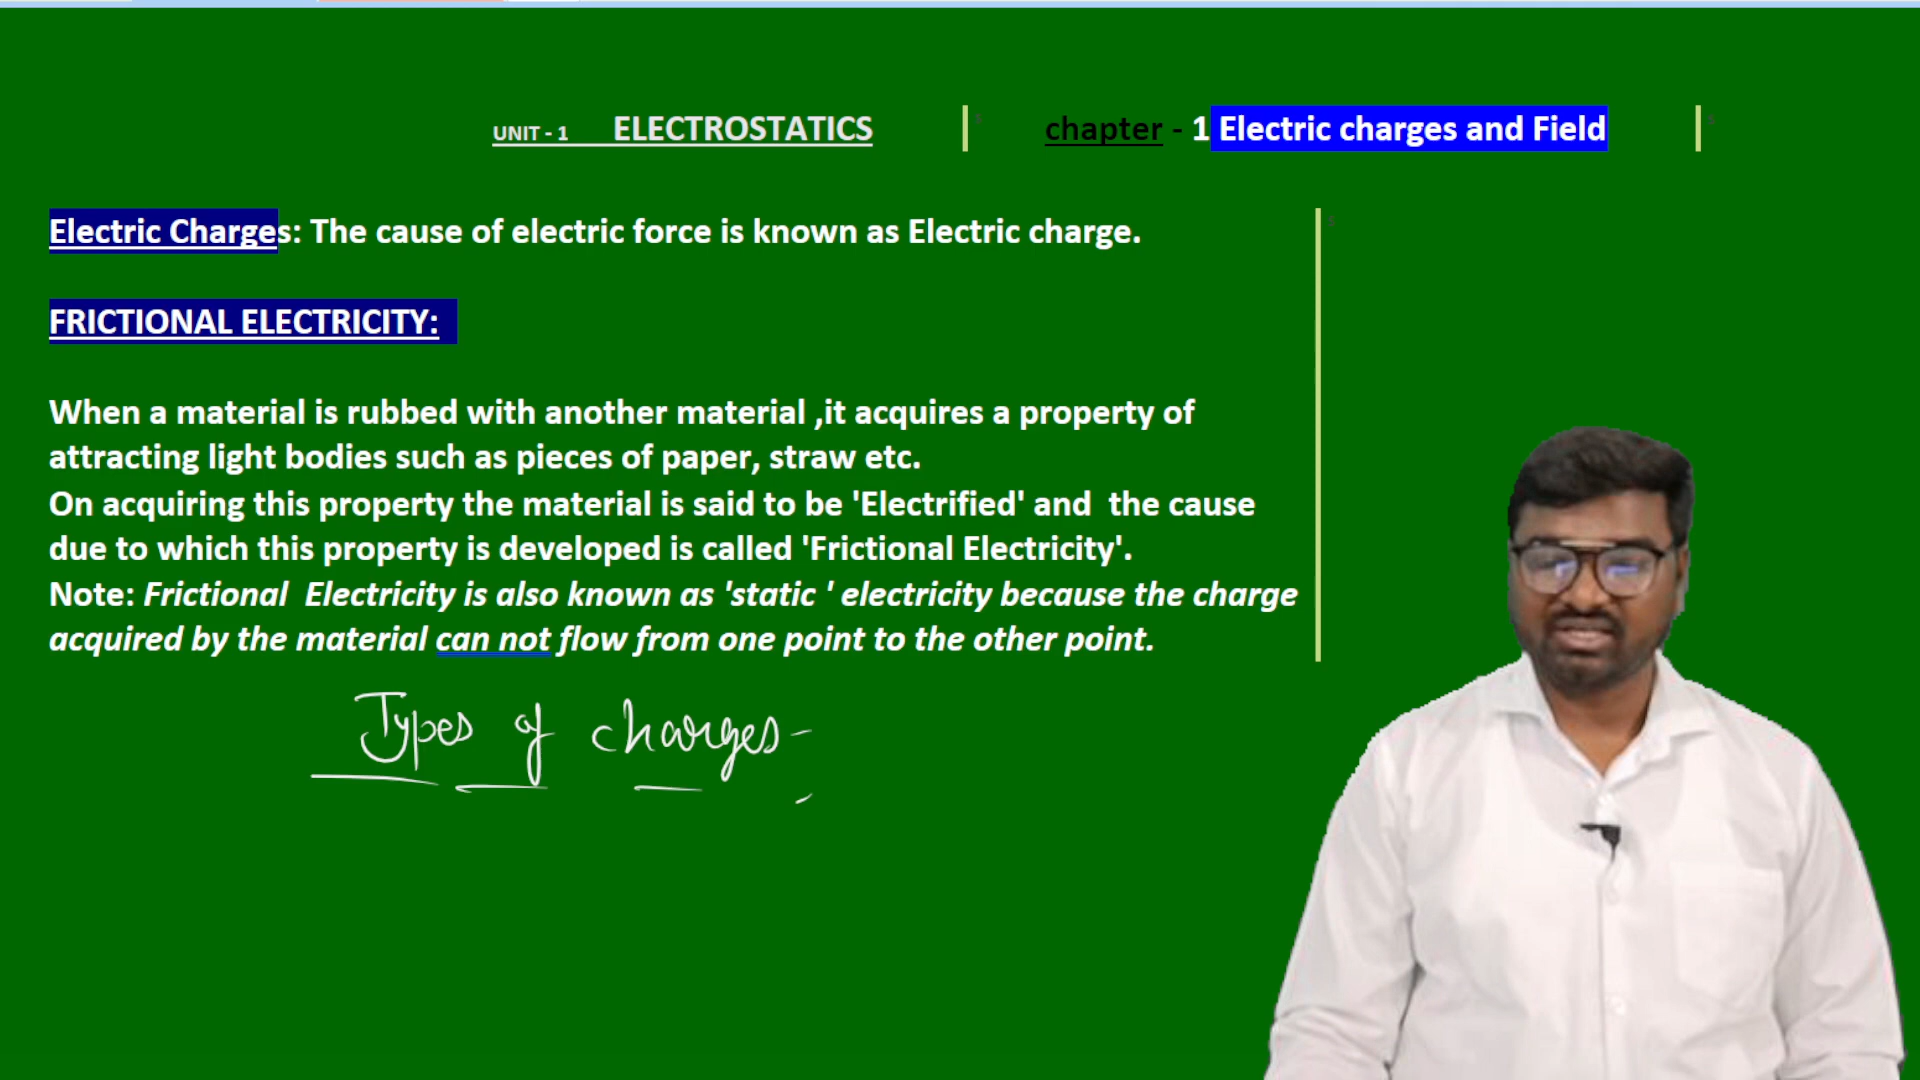 UNIT - 1 ELECTROSTATICS chapter - 1 Electric charges and Field
Electric Charges: The cause of electric force is known as Electric charge.
FRICTIONAL ELECTRICITY:
When a material is rubbed with another material ,it acquires a property of
attracting light bodies such as pieces of paper, straw etc.
On acquiring this property the material is said to be 'Electrified' and the cause
due to which this property is developed is called 'Frictional Electricity'.
Note: Frictional Electricity is also known as 'static ' electricity because the charge
acquired by the material can not flow from one point to the other point.
Types of charges-